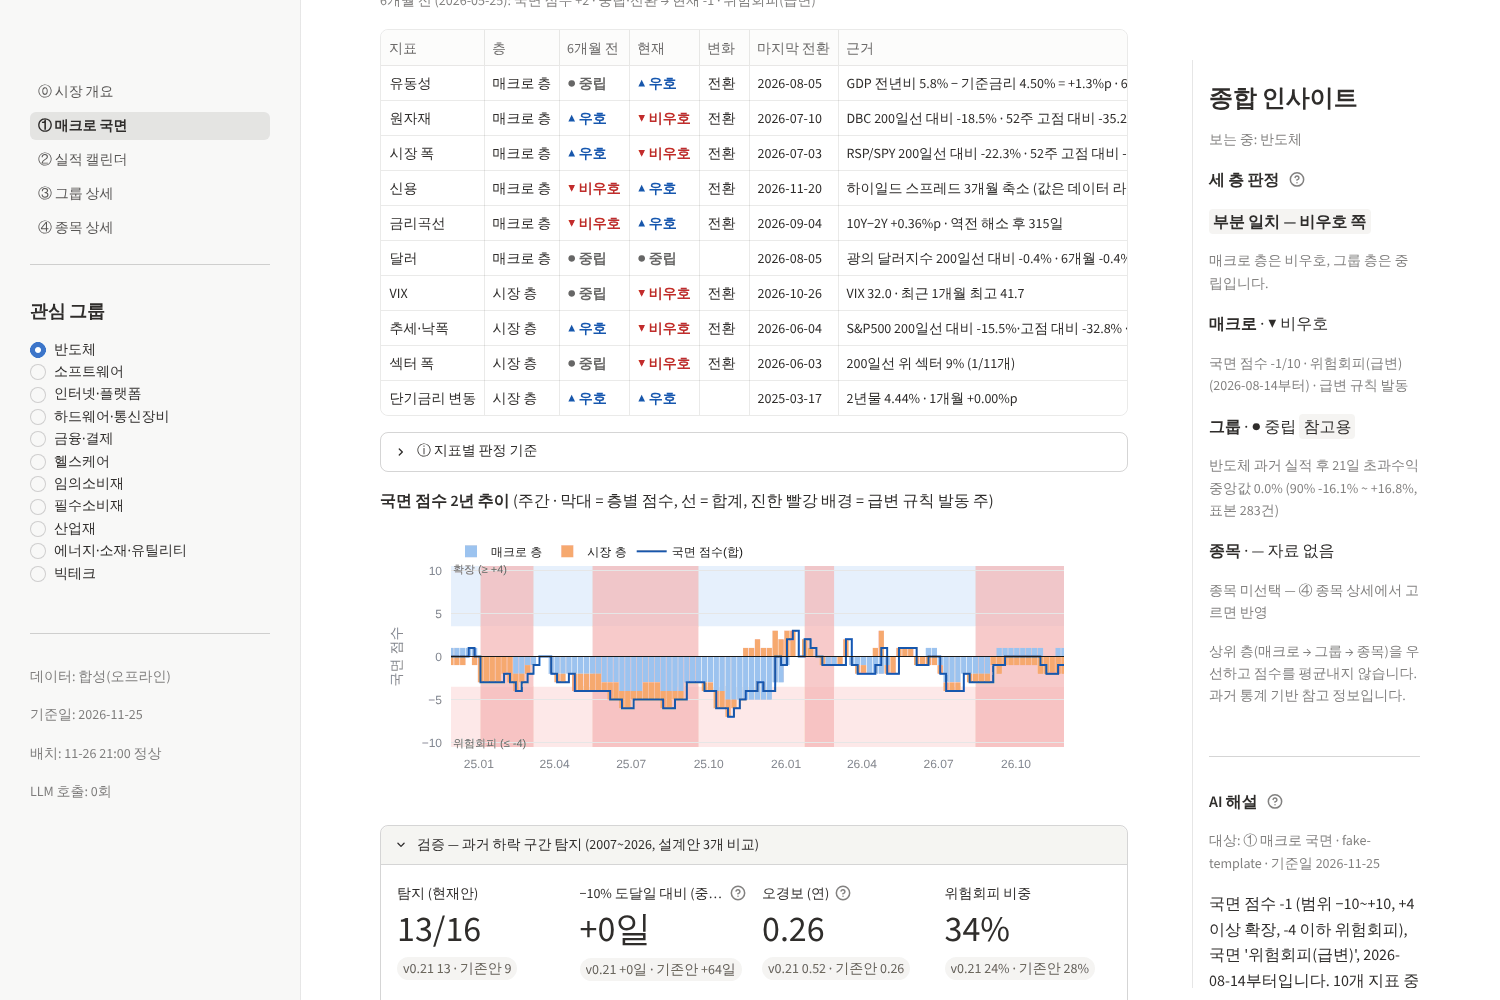 ⓪ 시장 개요
① 매크로 국면
② 실적 캘린더
③ 그룹 상세
④ 종목 상세
관심 그룹
반도체
소프트웨어
인터넷·플랫폼
하드웨어·통신장비
금융·결제
헬스케어
임의소비재
필수소비재
산업재
에너지·소재·유틸리티
빅테크
데이터: 합성(오프라인)
기준일: 2026-11-25
배치: 11-26 21:00 정상
LLM 호출: 0회
6개월 전 (2026-05-25): 국면 점수 +2 · 중립·전환 → 현재 -1 · 위험회피(급변)
지표 층 6개월 전 현재 변화 마지막 전환 근거
유동성 매크로 층 ● 중립 ▲ 우호 전환 2026-08-05 GDP 전년비 5.8% − 기준금리 4.50% = +1.3%p · 6
원자재 매크로 층 ▲ 우호 ▼ 비우호 전환 2026-07-10 DBC 200일선 대비 -18.5% · 52주 고점 대비 -35.2
시장 폭 매크로 층 ▲ 우호 ▼ 비우호 전환 2026-07-03 RSP/SPY 200일선 대비 -22.3% · 52주 고점 대비 -
신용 매크로 층 ▼ 비우호 ▲ 우호 전환 2026-11-20 하이일드 스프레드 3개월 축소 (값은 데이터 라
금리곡선 매크로 층 ▼ 비우호 ▲ 우호 전환 2026-09-04 10Y−2Y +0.36%p · 역전 해소 후 315일
달러 매크로 층 ● 중립 ● 중립 2026-08-05 광의 달러지수 200일선 대비 -0.4% · 6개월 -0.4%
VIX 시장 층 ● 중립 ▼ 비우호 전환 2026-10-26 VIX 32.0 · 최근 1개월 최고 41.7
추세·낙폭 시장 층 ▲ 우호 ▼ 비우호 전환 2026-06-04 S&P500 200일선 대비 -15.5%·고점 대비 -32.8% ·
섹터 폭 시장 층 ● 중립 ▼ 비우호 전환 2026-06-03 200일선 위 섹터 9% (1/11개)
단기금리 변동 시장 층 ▲ 우호 ▲ 우호 2025-03-17 2년물 4.44% · 1개월 +0.00%p
ⓘ 지표별 판정 기준
국면 점수 2년 추이 (주간 · 막대 = 층별 점수, 선 = 합계, 진한 빨강 배경 = 급변 규칙 발동 주)
매크로 층 시장 층 국면 점수(합)
확장 (≥ +4)
위험회피 (≤ -4)
국면 점수
10
5
0
−5
−10
25.01 25.04 25.07 25.10 26.01 26.04 26.07 26.10
검증 — 과거 하락 구간 탐지 (2007~2026, 설계안 3개 비교)
탐지 (현재안) −10% 도달일 대비 (중… 오경보 (연) 위험회피 비중
13/16 +0일 0.26 34%
v0.21 13 · 기존안 9 v0.21 +0일 · 기존안 +64일 v0.21 0.52 · 기존안 0.26 v0.21 24% · 기존안 28%
종합 인사이트
보는 중: 반도체
세 층 판정
부분 일치 — 비우호 쪽
매크로 층은 비우호, 그룹 층은 중
립입니다.
매크로 · ▼ 비우호
국면 점수 -1/10 · 위험회피(급변)
(2026-08-14부터) · 급변 규칙 발동
그룹 · ● 중립 참고용
반도체 과거 실적 후 21일 초과수익
중앙값 0.0% (90% -16.1% ~ +16.8%,
표본 283건)
종목 · — 자료 없음
종목 미선택 — ④ 종목 상세에서 고
르면 반영
상위 층(매크로 → 그룹 → 종목)을 우
선하고 점수를 평균내지 않습니다.
과거 통계 기반 참고 정보입니다.
AI 해설
대상: ① 매크로 국면 · fake-
template · 기준일 2026-11-25
국면 점수 -1 (범위 −10~+10, +4
이상 확장, -4 이하 위험회피),
국면 '위험회피(급변)', 2026-
08-14부터입니다. 10개 지표 중